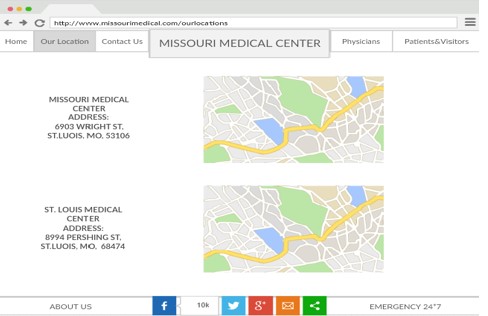 http://www.missourimedical.com/ourlocations
Home
Our Location
Contact Us
MISSOURI MEDICAL CENTER
Physicians
Patients&Visitors
MISSOURI MEDICAL
CENTER
ADDRESS:
6903 WRIGHT ST,
ST.LUOIS, MO, 53106
ST. LOUIS MEDICAL
CENTER
ADDRESS:
8994 PERSHING ST,
ST.LUOIS, MO, 68474
ABOUT US
f
10k
g+
EMERGENCY 24*7